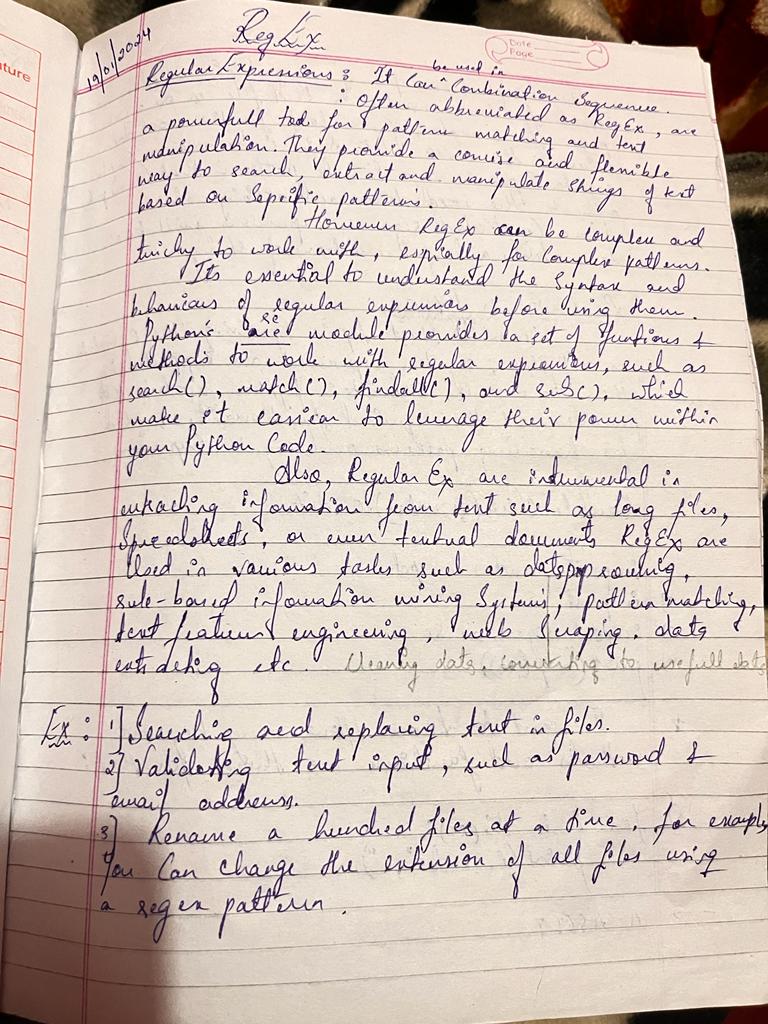 ature
19/01/2024
RegEx
Date
Page
Regular Expressions : It Can ^ be used in Combination Sequence.
: Often abbreviated as RegEx, are
a powerfull tool for pattern matching and text
manipulation. They provide a concise and flexible
way to search, extract and manipulate strings of text
based on Sepcific patterns.
However RegEx can be complex and
tricky to work with, espially for Complex patterns.
Its essential to understand the Syntax and
behaviours of regular expressions before using them.
Python's re module provides a set of functions &
methods to work with regular expressions, such as
search(), match(), findall(), and sub(), which
make it easier to leverage their power within
your Python Code.
Also, Regular Ex are instrumental in
extracting information from text such as long files,
Spreedsheets, or even textual documents RegEx are
Used in various tasks such as
rule-based information mining Systems, pattern matching,
text feature engineering, web Scraping, data
extracting etc. Cleaning data, converting to usefull data
Ex : 1] Searching and replacing text in files.
2] Validating text input, such as password &
email address.
3] Rename a hundred files at a time, for example,
You Can change the extension of all files using
a regex pattern.